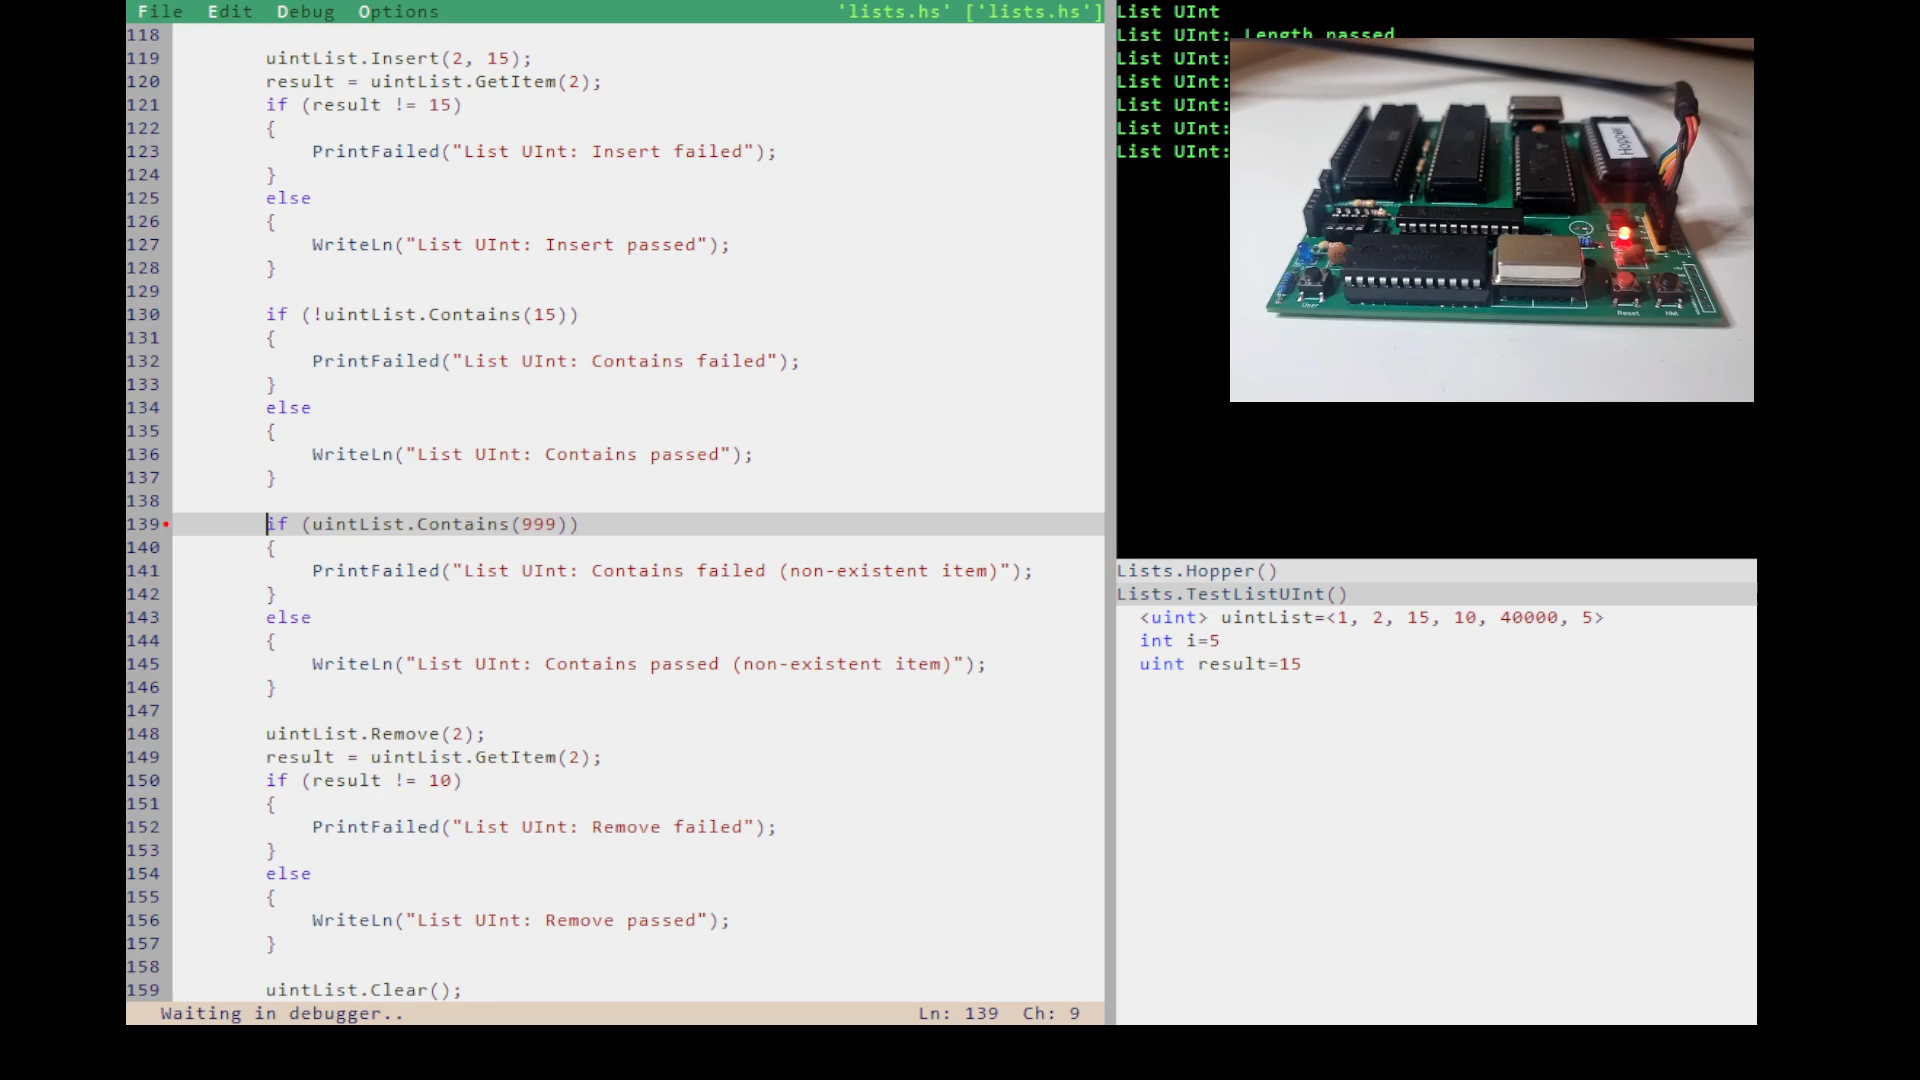 File Edit Debug Options 'lists.hs' ['lists.hs']
118
119 uintList.Insert(2, 15);
120 result = uintList.GetItem(2);
121 if (result != 15)
122 {
123 PrintFailed("List UInt: Insert failed");
124 }
125 else
126 {
127 WriteLn("List UInt: Insert passed");
128 }
129
130 if (!uintList.Contains(15))
131 {
132 PrintFailed("List UInt: Contains failed");
133 }
134 else
135 {
136 WriteLn("List UInt: Contains passed");
137 }
138
139 if (uintList.Contains(999))
140 {
141 PrintFailed("List UInt: Contains failed (non-existent item)");
142 }
143 else
144 {
145 WriteLn("List UInt: Contains passed (non-existent item)");
146 }
147
148 uintList.Remove(2);
149 result = uintList.GetItem(2);
150 if (result != 10)
151 {
152 PrintFailed("List UInt: Remove failed");
153 }
154 else
155 {
156 WriteLn("List UInt: Remove passed");
157 }
158
159 uintList.Clear();
Waiting in debugger.. Ln: 139 Ch: 9
List UInt
List UInt: Length passed
List UInt:
List UInt:
List UInt:
List UInt:
List UInt:
Hopper
User
Reset
NMI
Lists.Hopper()
Lists.TestListUInt()
<uint> uintList=<1, 2, 15, 10, 40000, 5>
int i=5
uint result=15